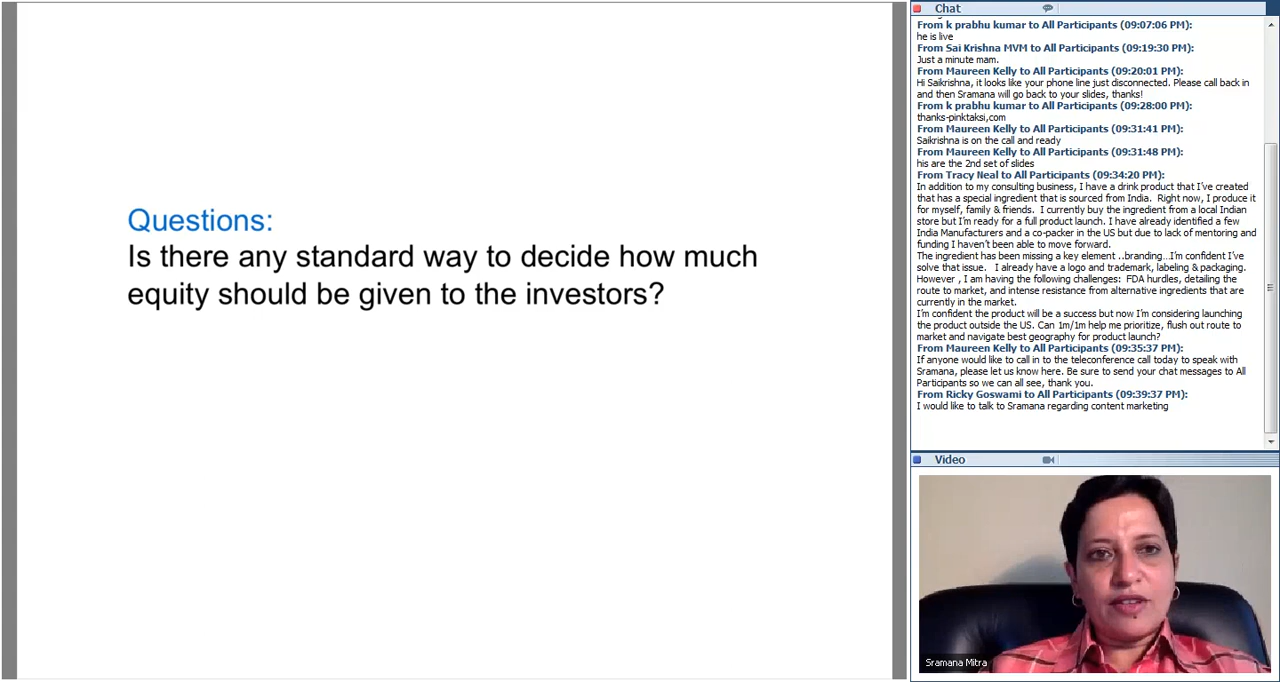 Questions:
Is there any standard way to decide how much
equity should be given to the investors?
Chat
From k prabhu kumar to All Participants (09:07:06 PM):
he is live
From Sai Krishna MVM to All Participants (09:19:30 PM):
Just a minute mam.
From Maureen Kelly to All Participants (09:20:01 PM):
Hi Saikrishna, it looks like your phone line just disconnected. Please call back in
and then Sramana will go back to your slides, thanks!
From k prabhu kumar to All Participants (09:28:00 PM):
thanks-pinktaksi,com
From Maureen Kelly to All Participants (09:31:41 PM):
Saikrishna is on the call and ready
From Maureen Kelly to All Participants (09:31:48 PM):
his are the 2nd set of slides
From Tracy Neal to All Participants (09:34:20 PM):
In addition to my consulting business, I have a drink product that I've created
that has a special ingredient that is sourced from India. Right now, I produce it
for myself, family & friends. I currently buy the ingredient from a local Indian
store but I'm ready for a full product launch. I have already identified a few
India Manufacturers and a co-packer in the US but due to lack of mentoring and
funding I haven't been able to move forward.
The ingredient has been missing a key element ..branding...I'm confident I've
solve that issue. I already have a logo and trademark, labeling & packaging.
However , I am having the following challenges: FDA hurdles, detailing the
route to market, and intense resistance from alternative ingredients that are
currently in the market.
I'm confident the product will be a success but now I'm considering launching
the product outside the US. Can 1m/1m help me prioritize, flush out route to
market and navigate best geography for product launch?
From Maureen Kelly to All Participants (09:35:37 PM):
If anyone would like to call in to the teleconference call today to speak with
Sramana, please let us know here. Be sure to send your chat messages to All
Participants so we can all see, thank you.
From Ricky Goswami to All Participants (09:39:37 PM):
I would like to talk to Sramana regarding content marketing
Video
Sramana Mitra